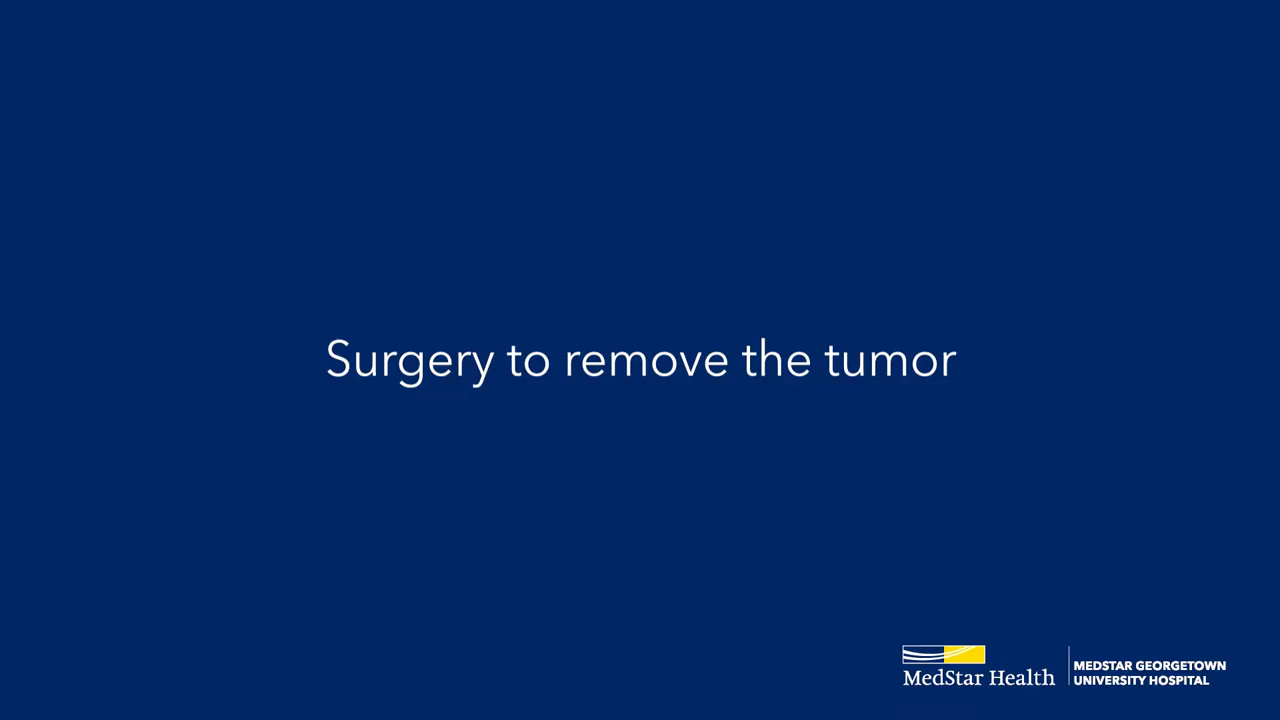 Surgery to remove the tumor
MedStar Health
MEDSTAR GEORGETOWN
UNIVERSITY HOSPITAL